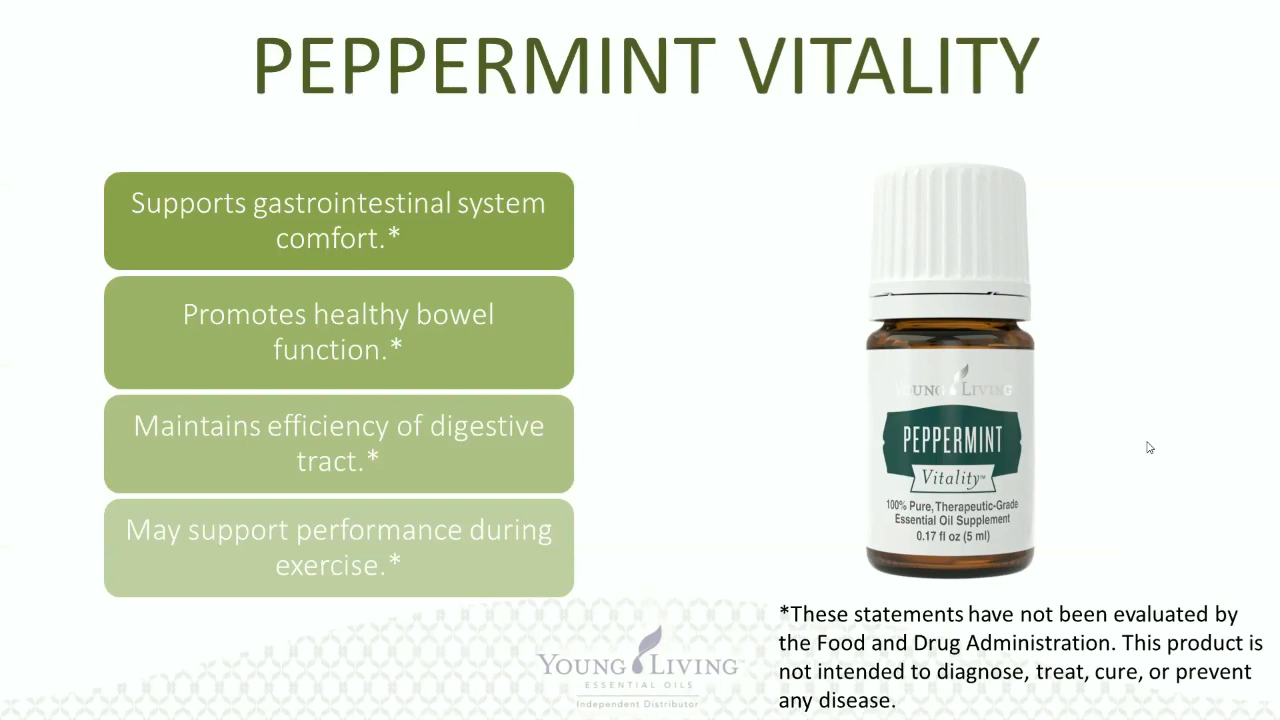 PEPPERMINT VITALITY
Supports gastrointestinal system
comfort.*
Promotes healthy bowel
function.*
Maintains efficiency of digestive
tract.*
May support performance during
exercise.*
YOUNG LIVING
PEPPERMINT
Vitality™
100% Pure, Therapeutic-Grade
Essential Oil Supplement
0.17 fl oz (5 ml)
*These statements have not been evaluated by
the Food and Drug Administration. This product is
not intended to diagnose, treat, cure, or prevent
any disease.
YOUNG LIVING
ESSENTIAL OILS
Independent Distributor